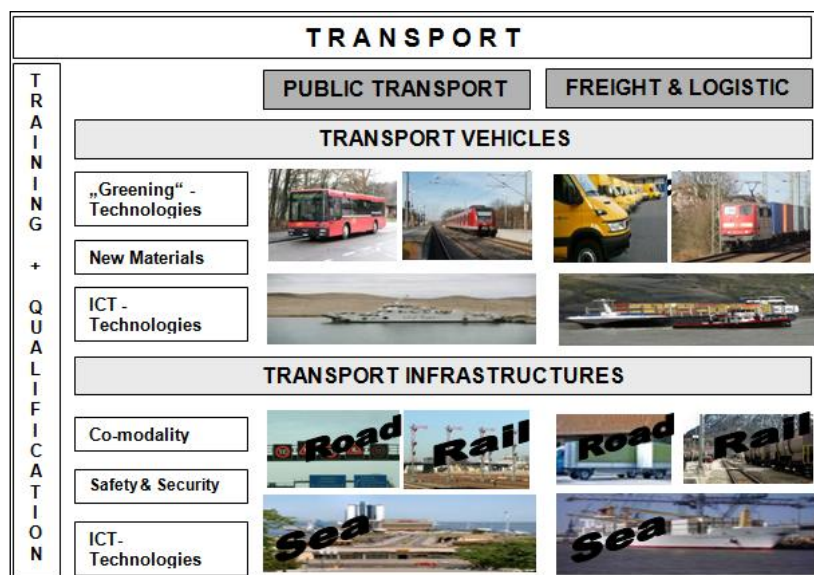 TRANSPORT
TRAINING + QUALIFICATION
PUBLIC TRANSPORT
FREIGHT & LOGISTIC
TRANSPORT VEHICLES
„Greening“ -
Technologies
New Materials
ICT -
Technologies
TRANSPORT INFRASTRUCTURES
Co-modality
Road
Rail
Road
Rail
Safety & Security
Sea
Sea
ICT-
Technologies